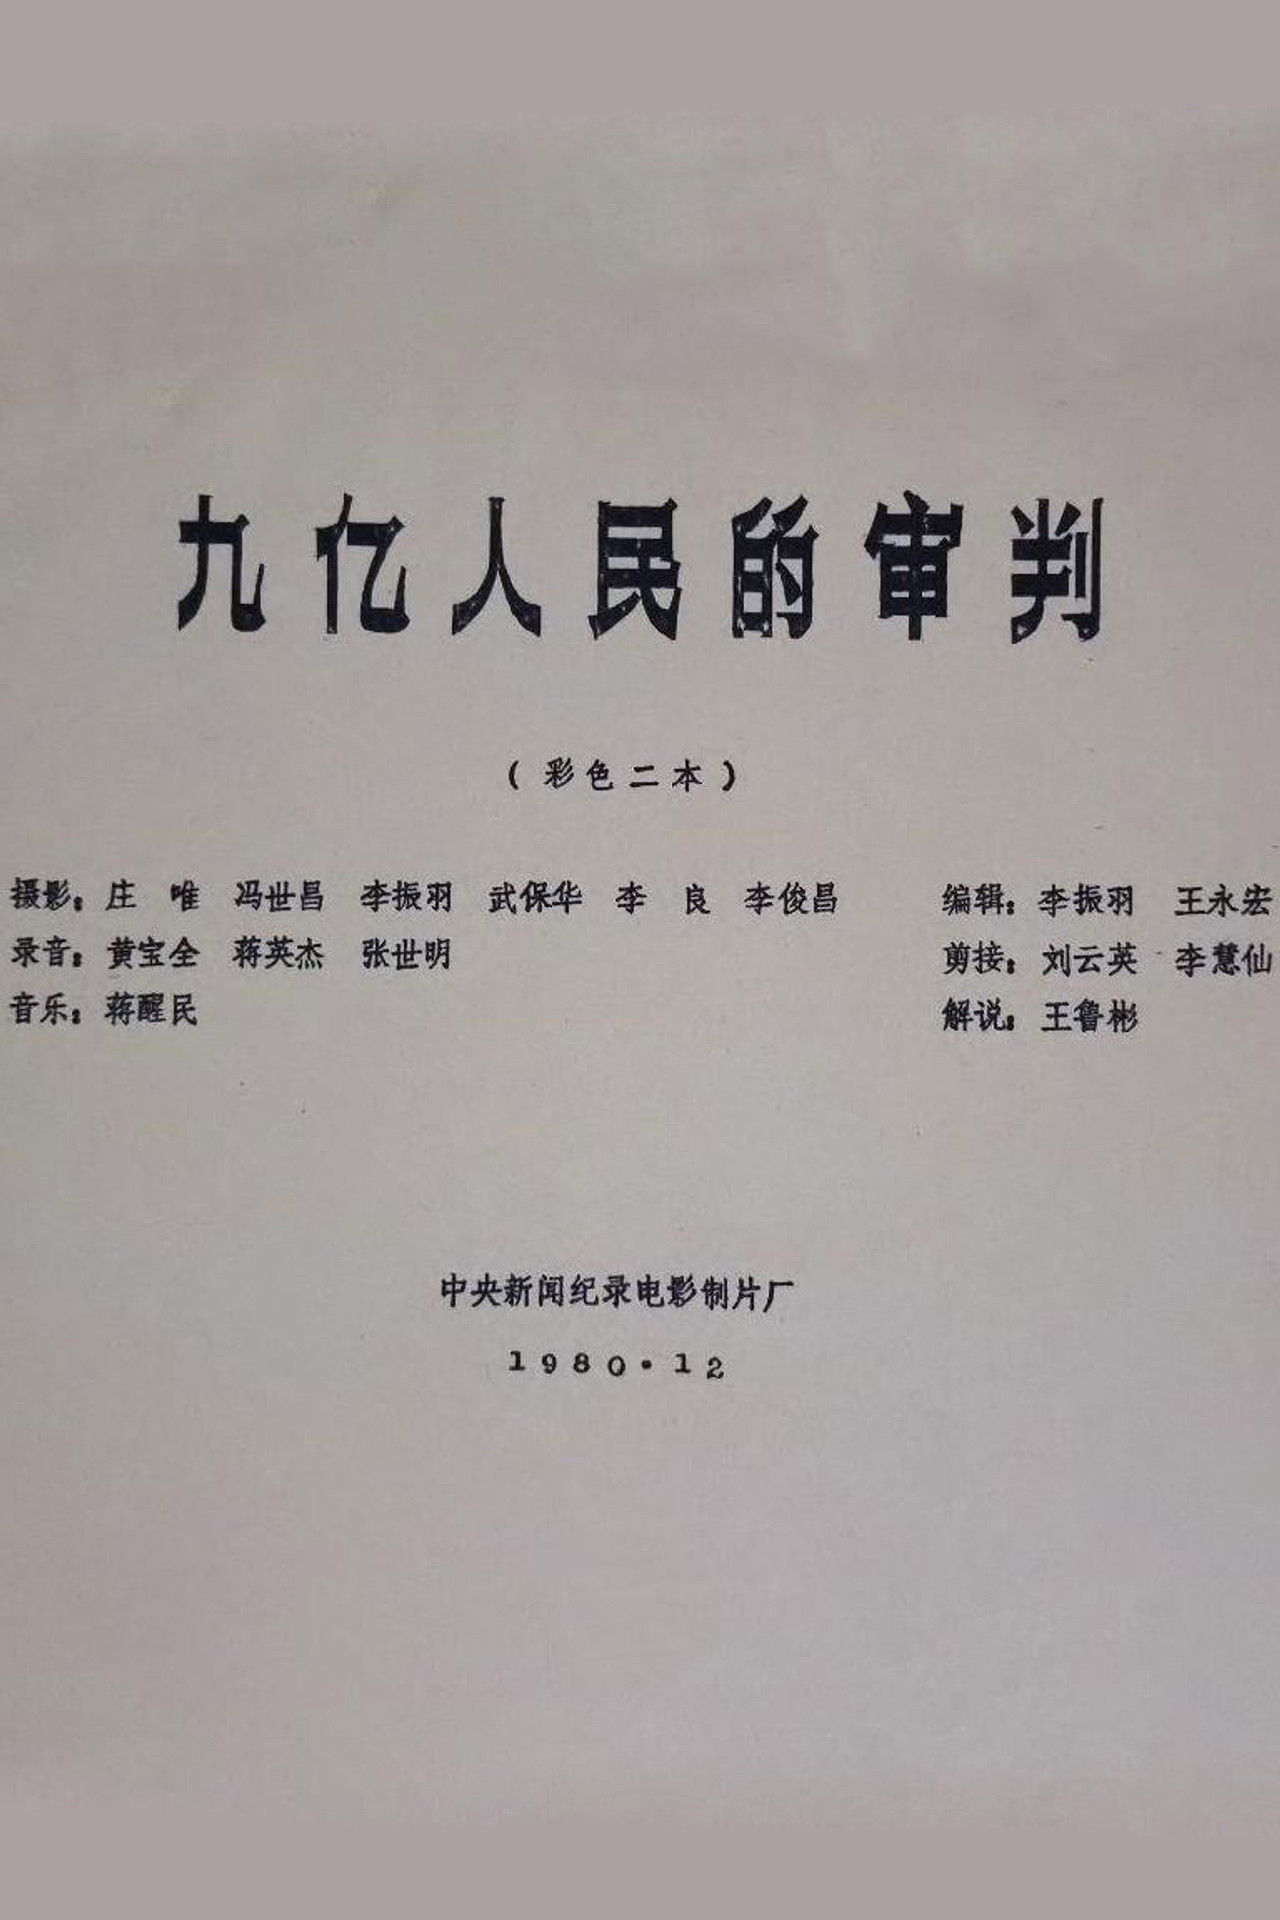 九亿人民的审判
（彩色二本）
摄影：庄　唯　冯世昌　李振羽　武保华　李　良　李俊昌　编辑：李振羽　王永宏
录音：黄宝全　蒋英杰　张世明　剪接：刘云英　李慧仙
音乐：蒋醒民　解说：王鲁彬
中央新闻纪录电影制片厂
1980·12